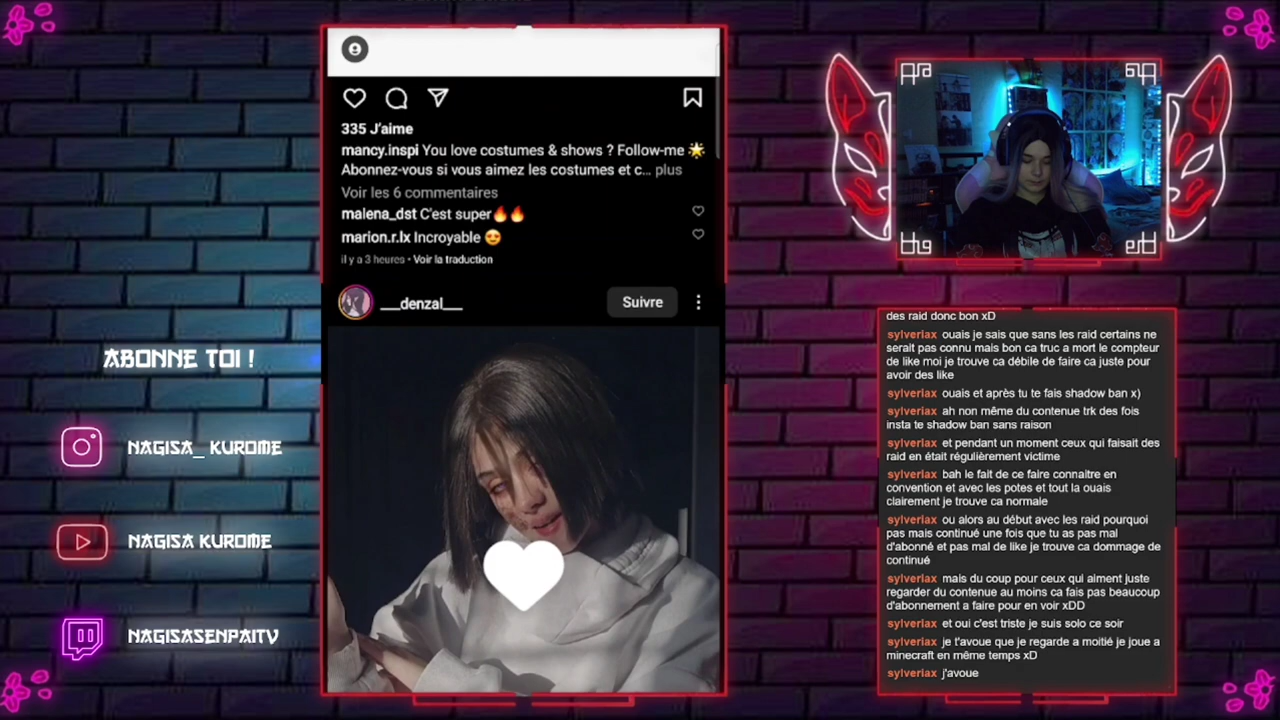 335 J'aime
mancy.inspi You love costumes & shows ? Follow-me 🌟
Abonnez-vous si vous aimez les costumes et c... plus
Voir les 6 commentaires
malena_dst C'est super🔥🔥
marion.r.lx Incroyable 😍
il y a 3 heures • Voir la traduction
__denzal__
Suivre
ABONNE TOI !
NAGISA_ KUROME
NAGISA KUROME
NAGISASENPAITV
des raid donc bon xD
sylveriax ouais je sais que sans les raid certains ne
serait pas connu mais bon ca truc a mort le compteur
de like moi je trouve ca débile de faire ca juste pour
avoir des like
sylveriax ouais et après tu te fais shadow ban x)
sylveriax ah non même du contenue trk des fois
insta te shadow ban sans raison
sylveriax et pendant un moment ceux qui faisait des
raid en était régulièrement victime
sylveriax bah le fait de ce faire connaitre en
convention et avec les potes et tout la ouais
clairement je trouve ca normale
sylveriax ou alors au début avec les raid pourquoi
pas mais continué une fois que tu as pas mal
d'abonné et pas mal de like je trouve ca dommage de
continué
sylveriax mais du coup pour ceux qui aiment juste
regarder du contenue au moins ca fais pas beaucoup
d'abonnement a faire pour en voir xDD
sylveriax et oui c'est triste je suis solo ce soir
sylveriax je t'avoue que je regarde a moitié je joue a
minecraft en même temps xD
sylveriax j'avoue